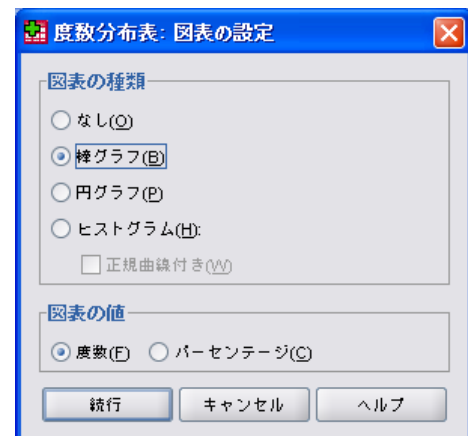 度数分布表: 図表の設定
図表の種類
なし(O)
棒グラフ(B)
円グラフ(P)
ヒストグラム(H):
正規曲線付き(W)
図表の値
度数(F) パーセンテージ(C)
続行 キャンセル ヘルプ